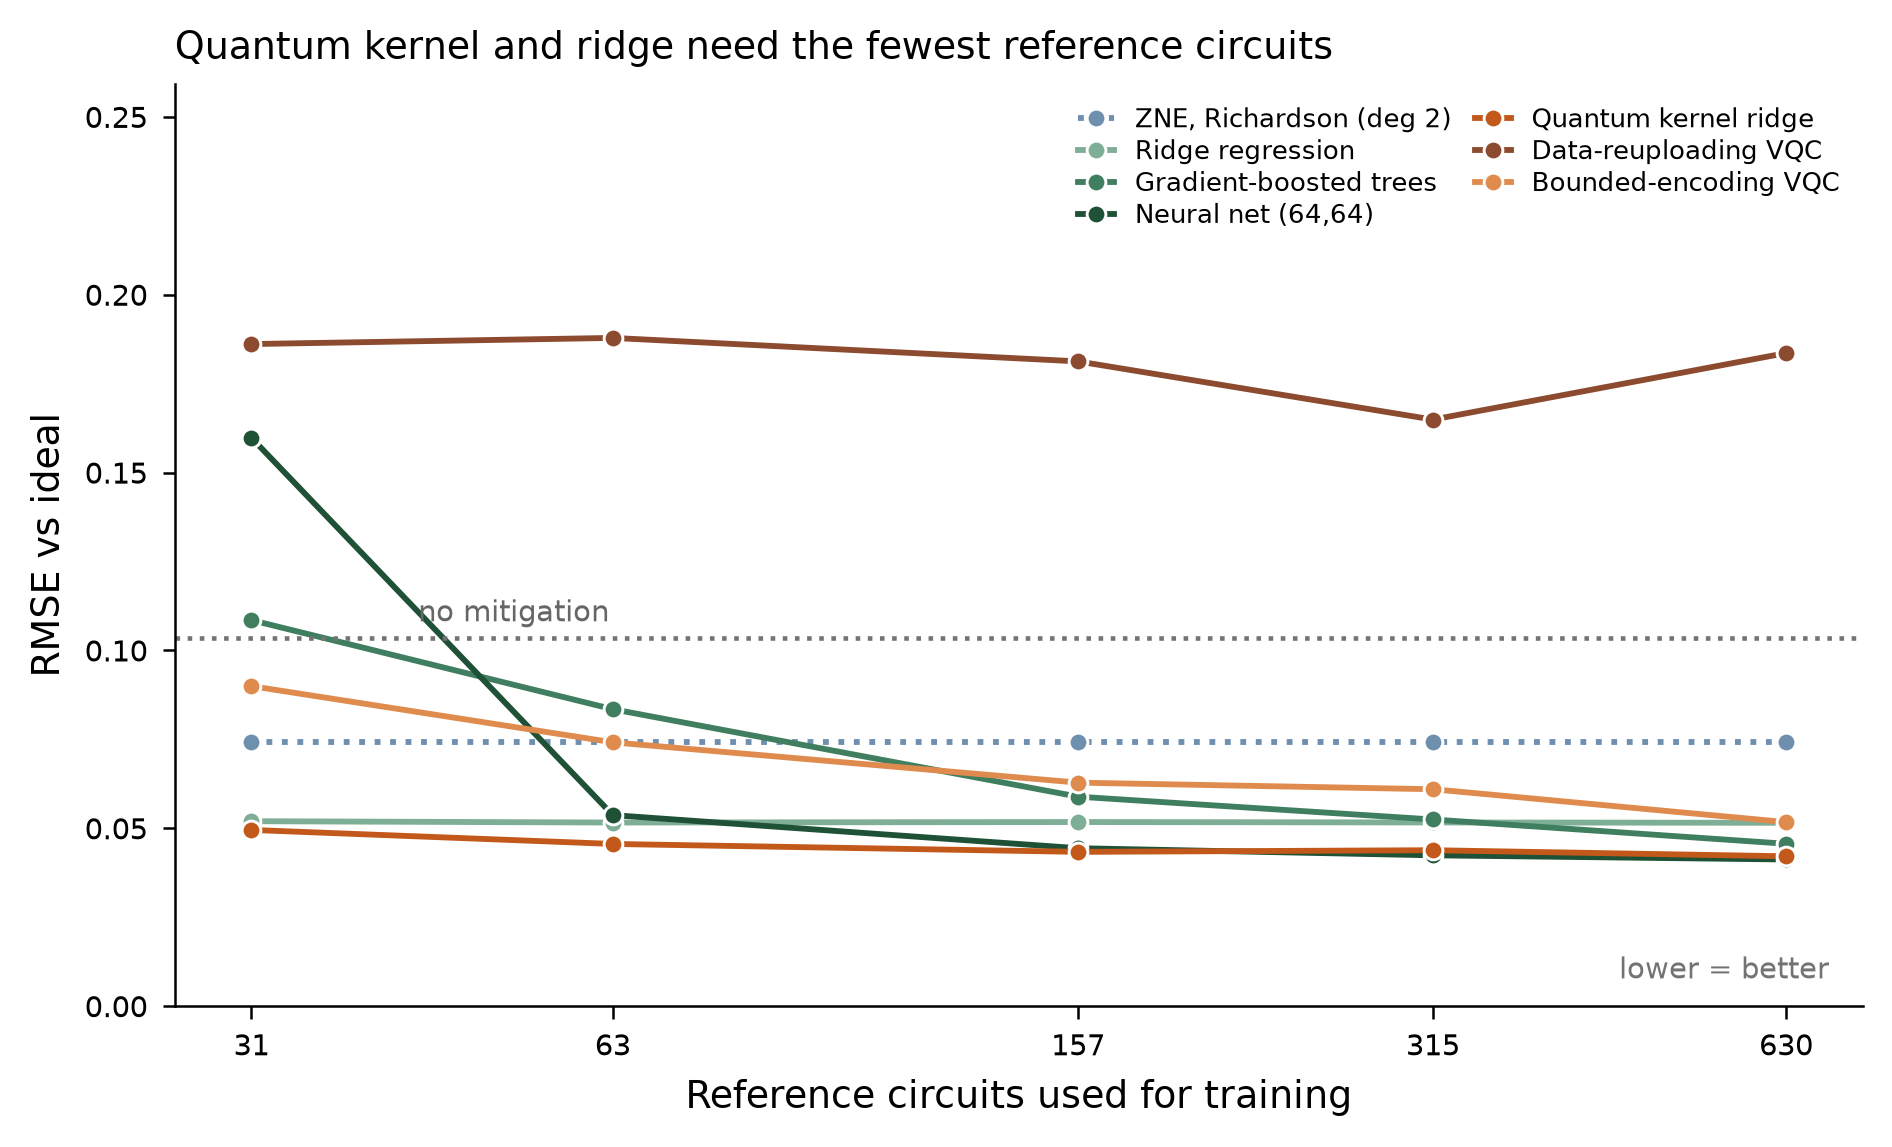 Quantum kernel and ridge need the fewest reference circuits
ZNE, Richardson (deg 2)
Ridge regression
Gradient-boosted trees
Neural net (64,64)
Quantum kernel ridge
Data-reuploading VQC
Bounded-encoding VQC
RMSE vs ideal
0.25
0.20
0.15
0.10
0.05
0.00
no mitigation
lower = better
31
63
157
315
630
Reference circuits used for training